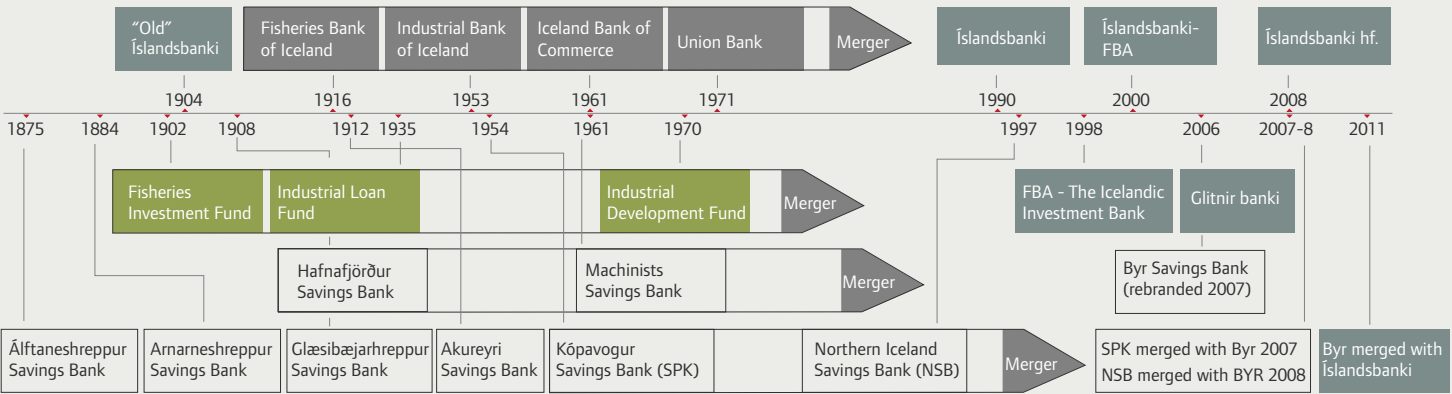 “Old”
Íslandsbanki
Fisheries Bank
of Iceland
Industrial Bank
of Iceland
Iceland Bank of
Commerce
Union Bank
Merger
Íslandsbanki
Íslandsbanki-
FBA
Íslandsbanki hf.
1904
1916
1953
1961
1971
1990
2000
2008
1875
1884
1902
1908
1912
1935
1954
1961
1970
1997
1998
2006
2007-8
2011
Fisheries
Investment Fund
Industrial Loan
Fund
Industrial
Development Fund
Merger
FBA - The Icelandic
Investment Bank
Glitnir banki
Hafnafjörður
Savings Bank
Machinists
Savings Bank
Merger
Byr Savings Bank
(rebranded 2007)
Álftaneshreppur
Savings Bank
Arnarneshreppur
Savings Bank
Glæsibæjarhreppur
Savings Bank
Akureyri
Savings Bank
Kópavogur
Savings Bank (SPK)
Northern Iceland
Savings Bank (NSB)
Merger
SPK merged with Byr 2007
NSB merged with BYR 2008
Byr merged with
Íslandsbanki